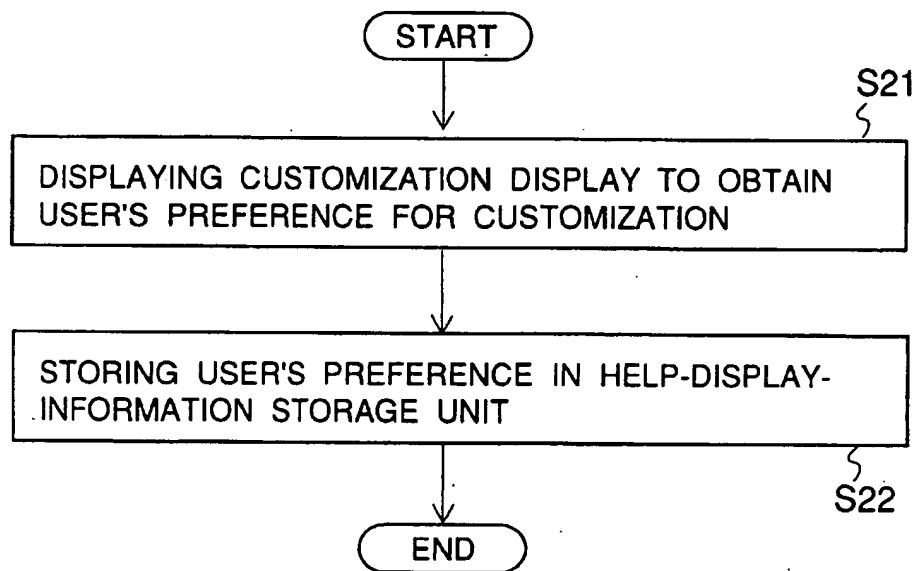 START
S21
DISPLAYING CUSTOMIZATION DISPLAY TO OBTAIN
USER'S PREFERENCE FOR CUSTOMIZATION
STORING USER'S PREFERENCE IN HELP-DISPLAY-
INFORMATION STORAGE UNIT
S22
END